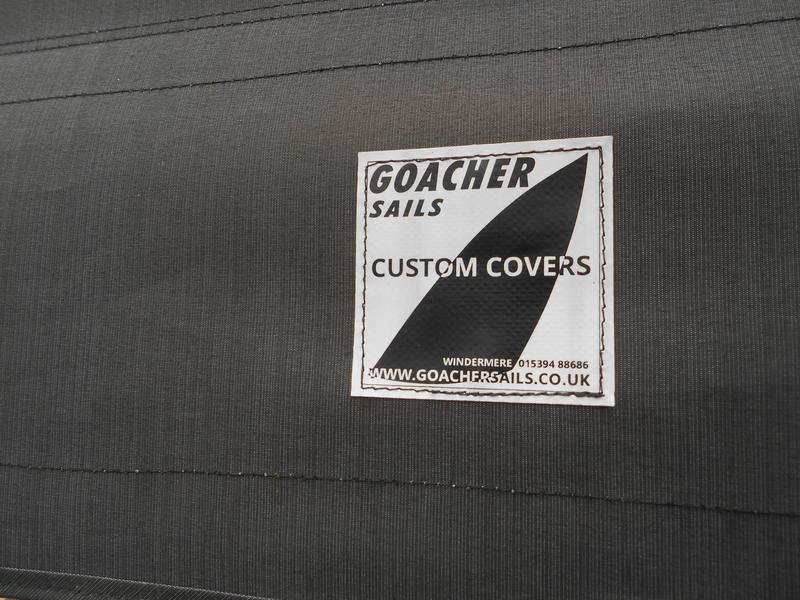 GOACHER
SAILS
CUSTOM COVERS
WINDERMERE 015394 88686
WWW.GOACHERSAILS.CO.UK